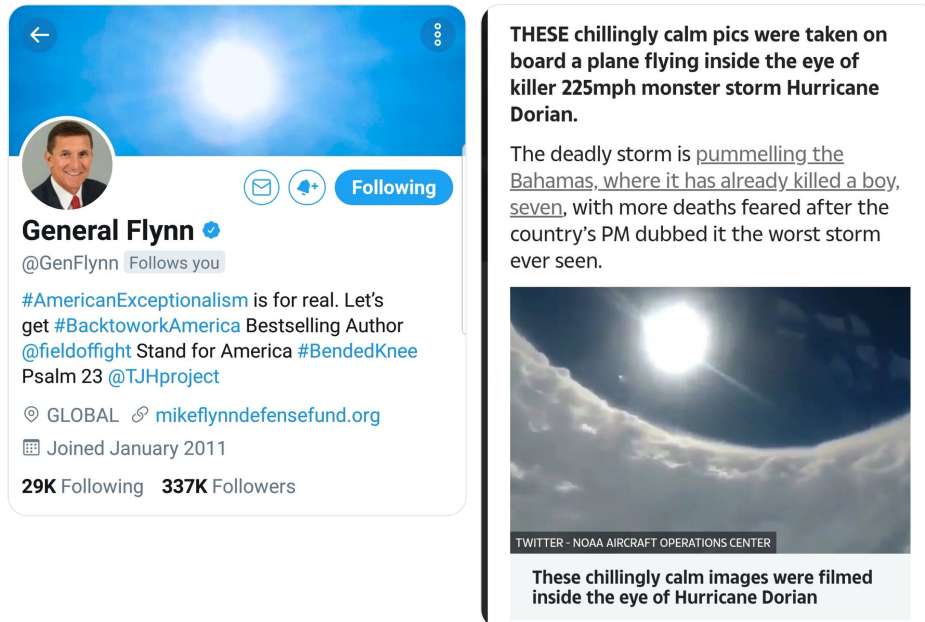 General Flynn
@GenFlynn Follows you
Following
#AmericanExceptionalism is for real. Let's
get #BacktoworkAmerica Bestselling Author
@fieldoffight Stand for America #BendedKnee
Psalm 23 @TJHproject
GLOBAL mikeflynndefensefund.org
Joined January 2011
29K Following 337K Followers
THESE chillingly calm pics were taken on
board a plane flying inside the eye of
killer 225mph monster storm Hurricane
Dorian.
The deadly storm is pummelling the
Bahamas, where it has already killed a boy,
seven, with more deaths feared after the
country's PM dubbed it the worst storm
ever seen.
TWITTER - NOAA AIRCRAFT OPERATIONS CENTER
These chillingly calm images were filmed
inside the eye of Hurricane Dorian